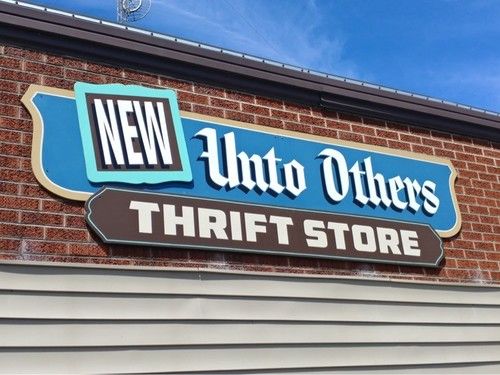 NEW Unto Others
THRIFT STORE